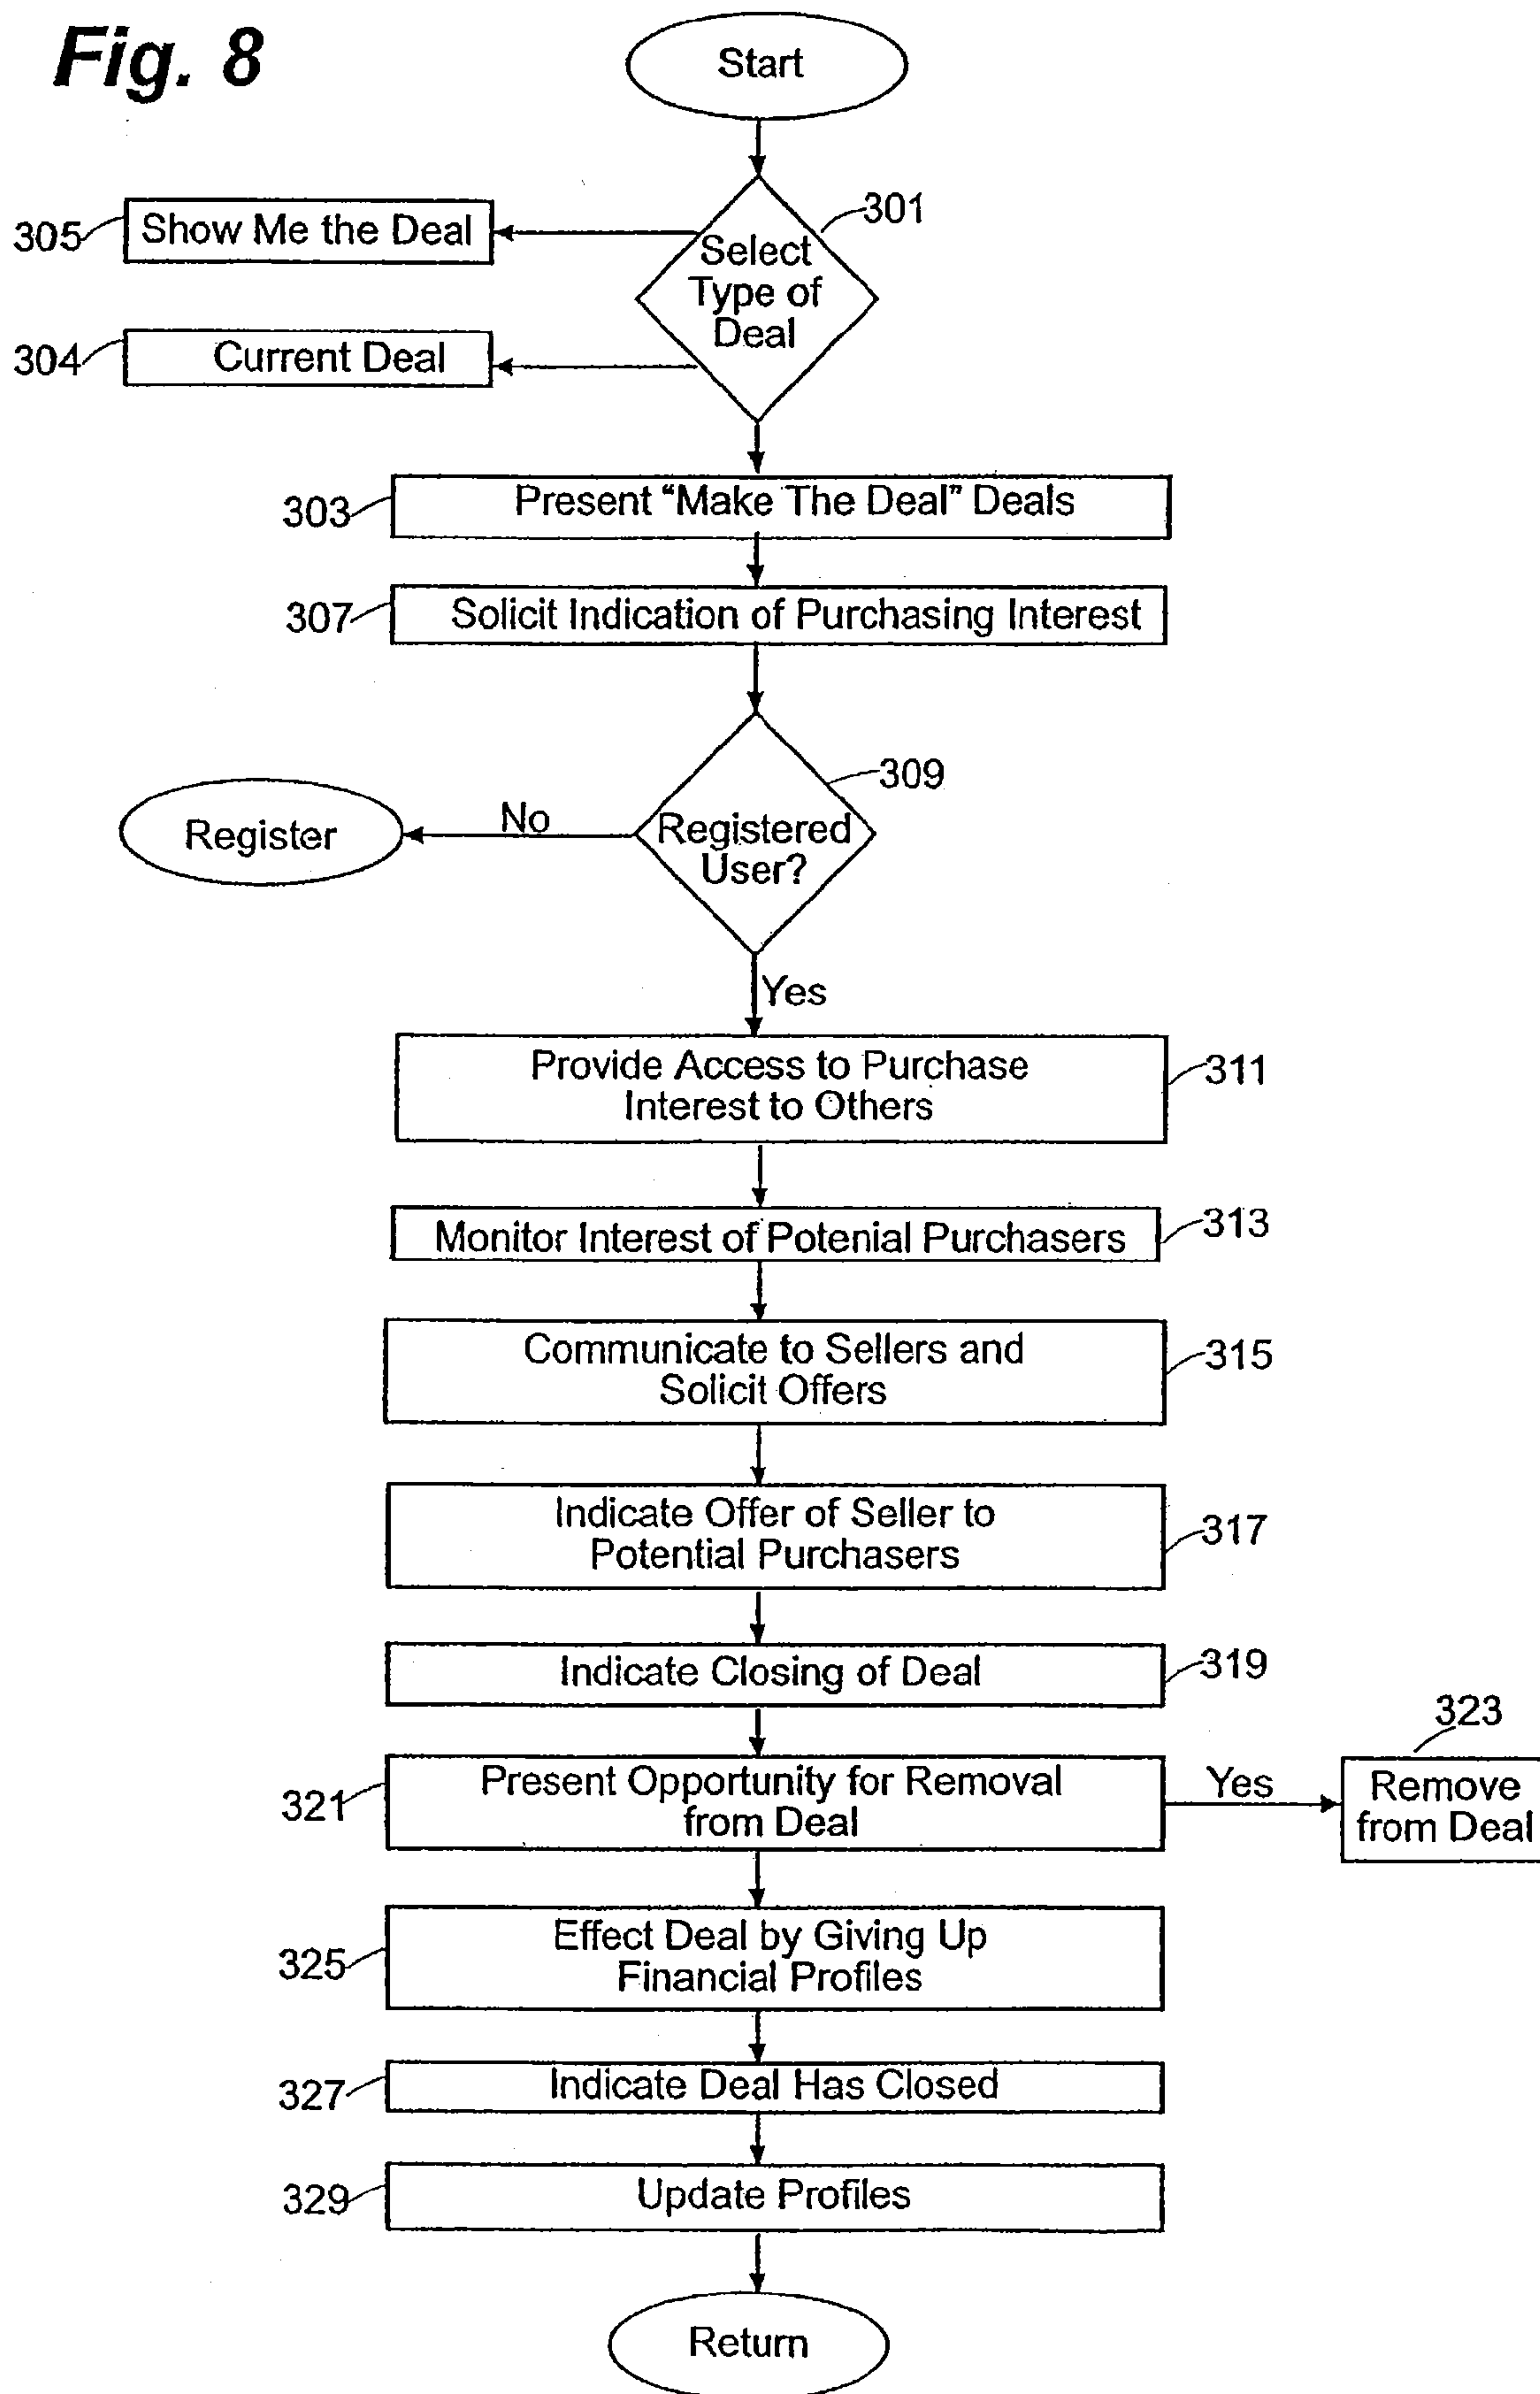 Fig. 8
Start
301
305
Show Me the Deal
Select
Type of
Deal
304
Current Deal
303
Present “Make The Deal” Deals
307
Solicit Indication of Purchasing Interest
309
Register
No
Registered
User?
Yes
Provide Access to Purchase
Interest to Others
311
Monitor Interest of Potenial Purchasers
313
Communicate to Sellers and
Solicit Offers
315
Indicate Offer of Seller to
Potential Purchasers
317
Indicate Closing of Deal
319
323
321
Present Opportunity for Removal
from Deal
Yes
Remove
from Deal
325
Effect Deal by Giving Up
Financial Profiles
327
Indicate Deal Has Closed
329
Update Profiles
Return